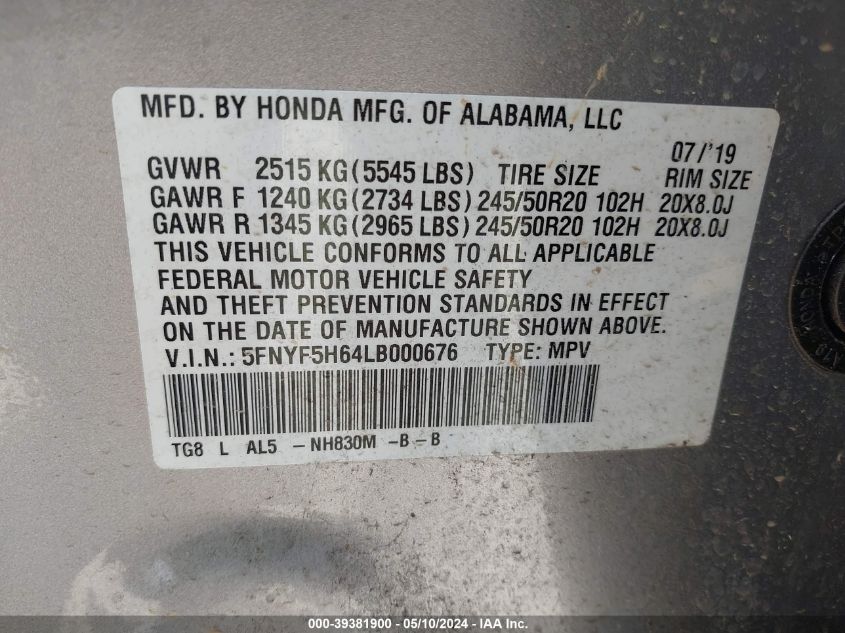 MFD. BY HONDA MFG. OF ALABAMA, LLC
07/'19
GVWR 2515 KG(5545 LBS) TIRE SIZE RIM SIZE
GAWR F 1240 KG(2734 LBS) 245/50R20 102H 20X8.0J
GAWR R 1345 KG(2965 LBS) 245/50R20 102H 20X8.0J
THIS VEHICLE CONFORMS TO ALL APPLICABLE
FEDERAL MOTOR VEHICLE SAFETY
AND THEFT PREVENTION STANDARDS IN EFFECT
ON THE DATE OF MANUFACTURE SHOWN ABOVE.
V.I.N.: 5FNYF5H64LB000676 TYPE: MPV
TG8 L AL5 -NH830M -B-B
HONDA
000-39381900 — 05/10/2024 — IAAI.COM.